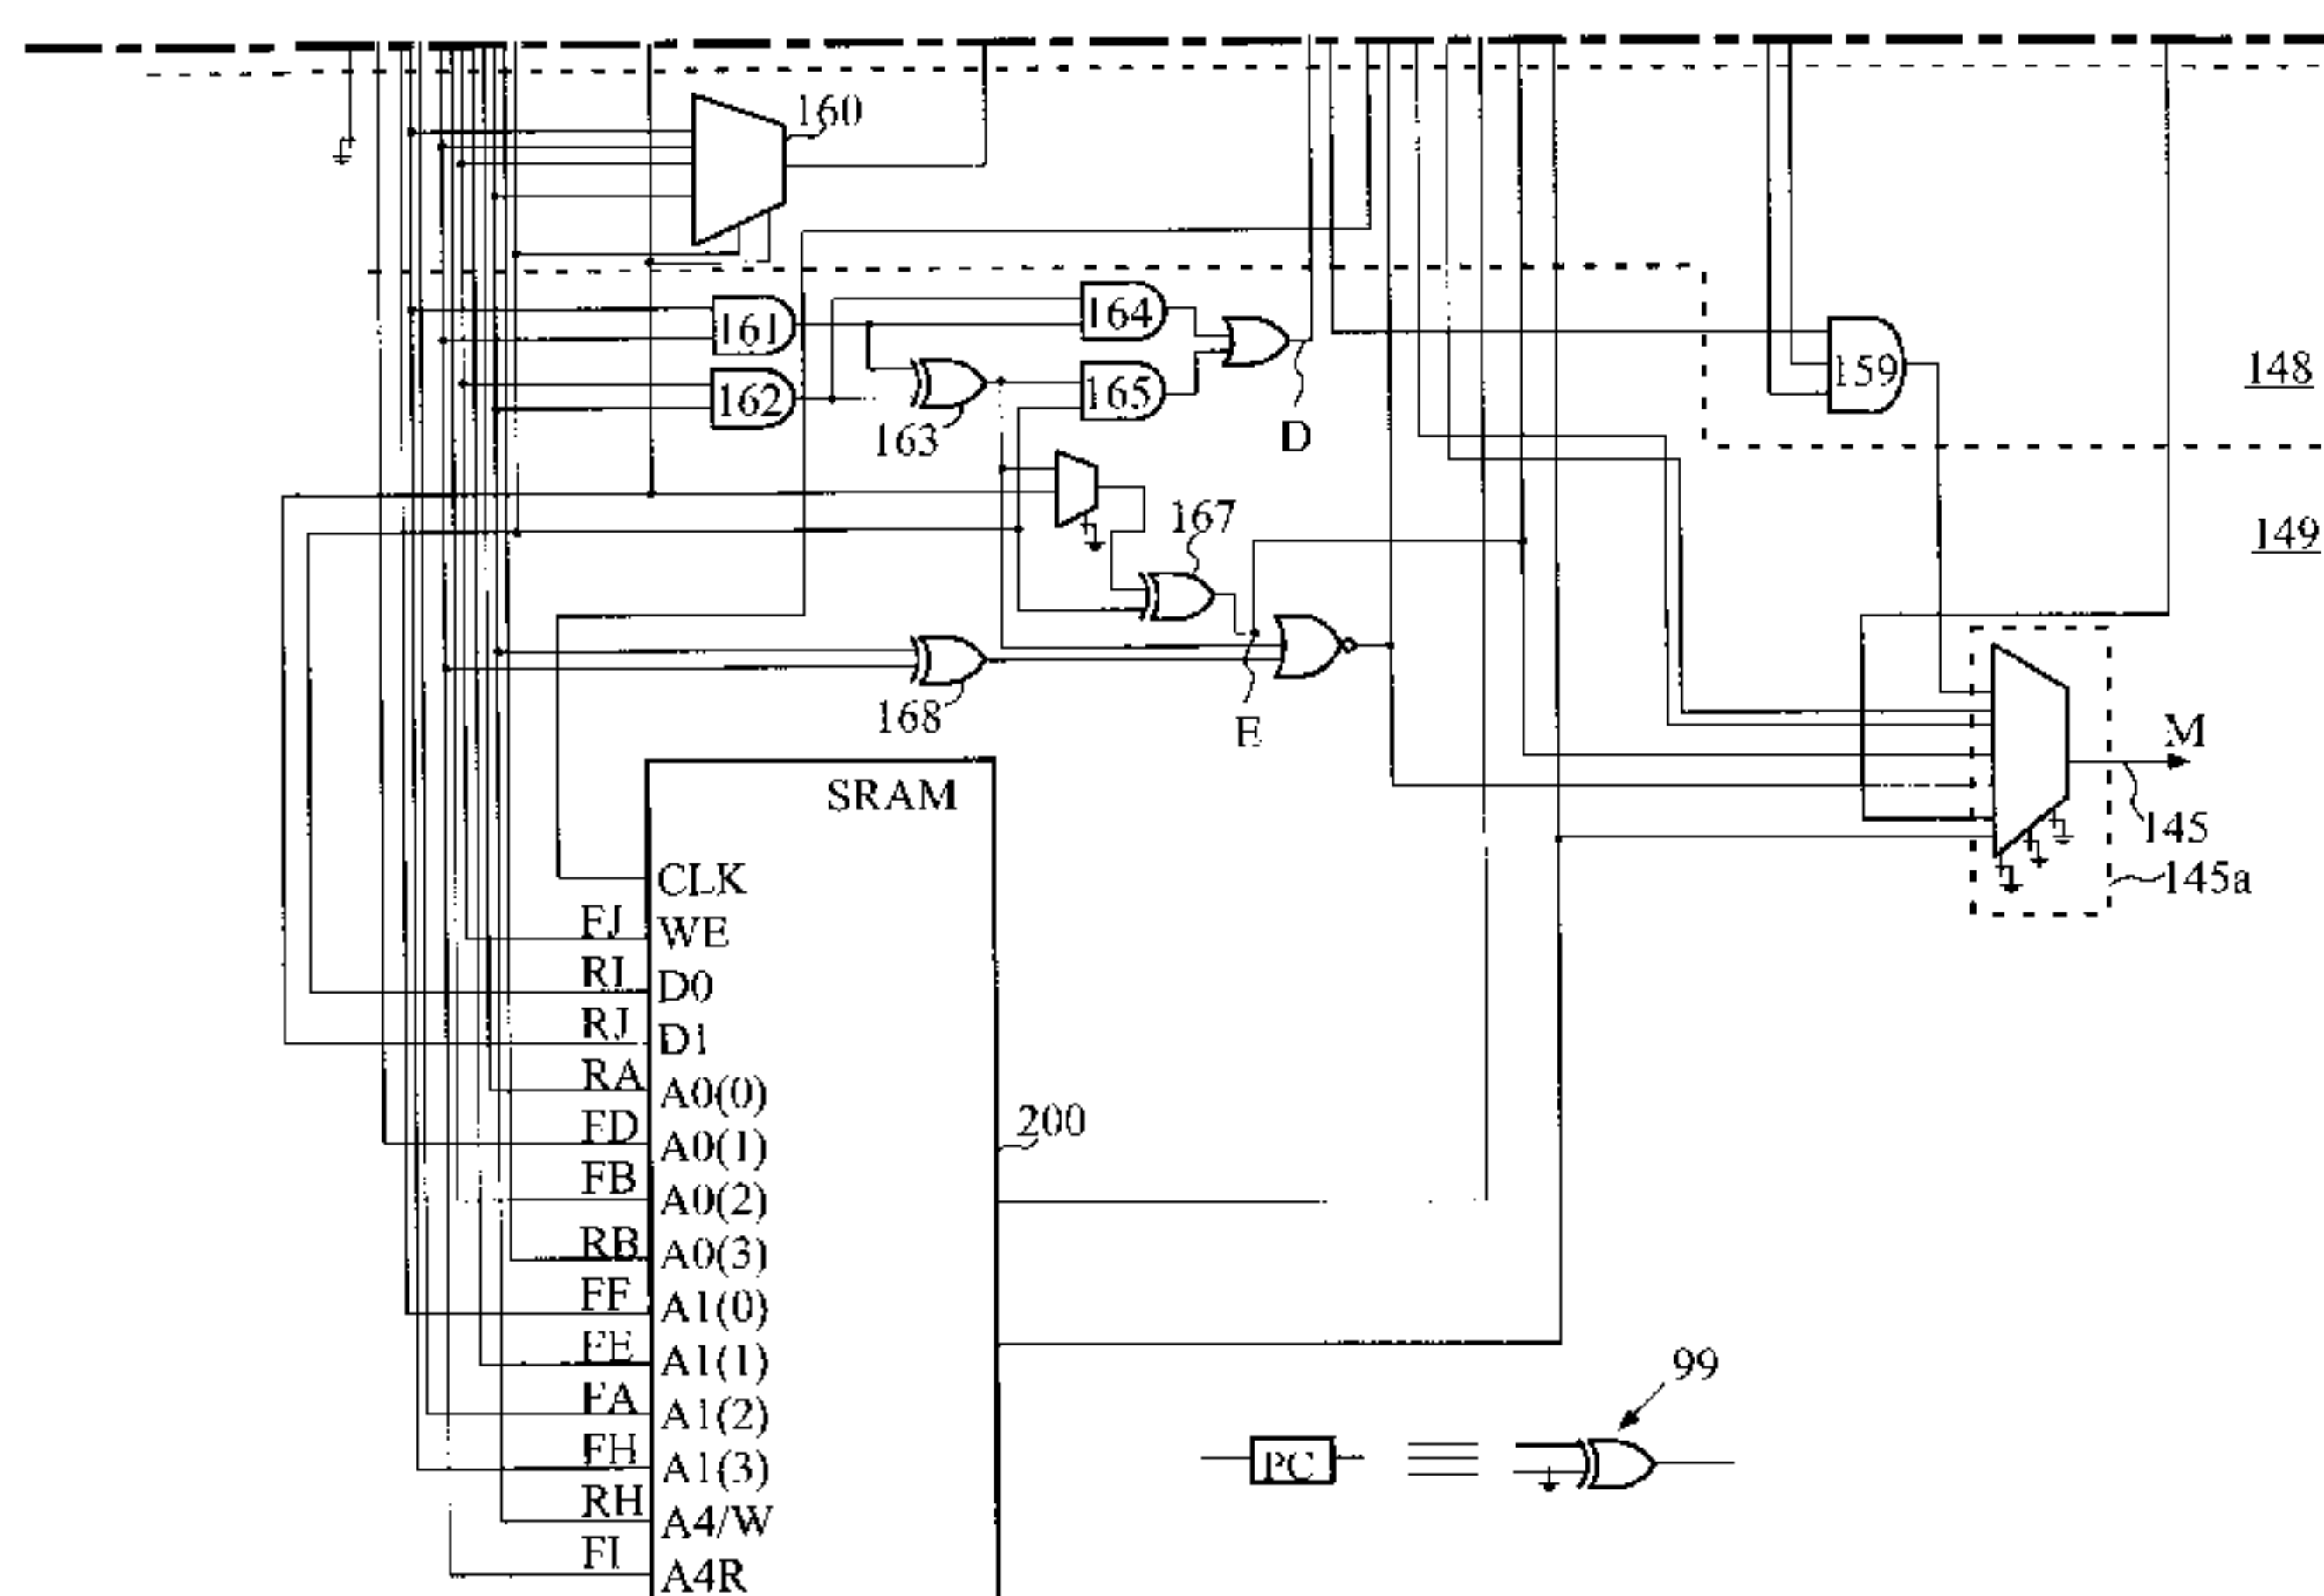 160
161
164
159
148
162
165
163
D
167
149
168
E
M
SRAM
145
CLK
145a
FJ WE
RI D0
RJ D1
RA A0(0)
200
FD A0(1)
FB A0(2)
RB A0(3)
FF A1(0)
FE A1(1)
99
FA A1(2)
FH A1(3)
PC
RH A4/W
FI A4R